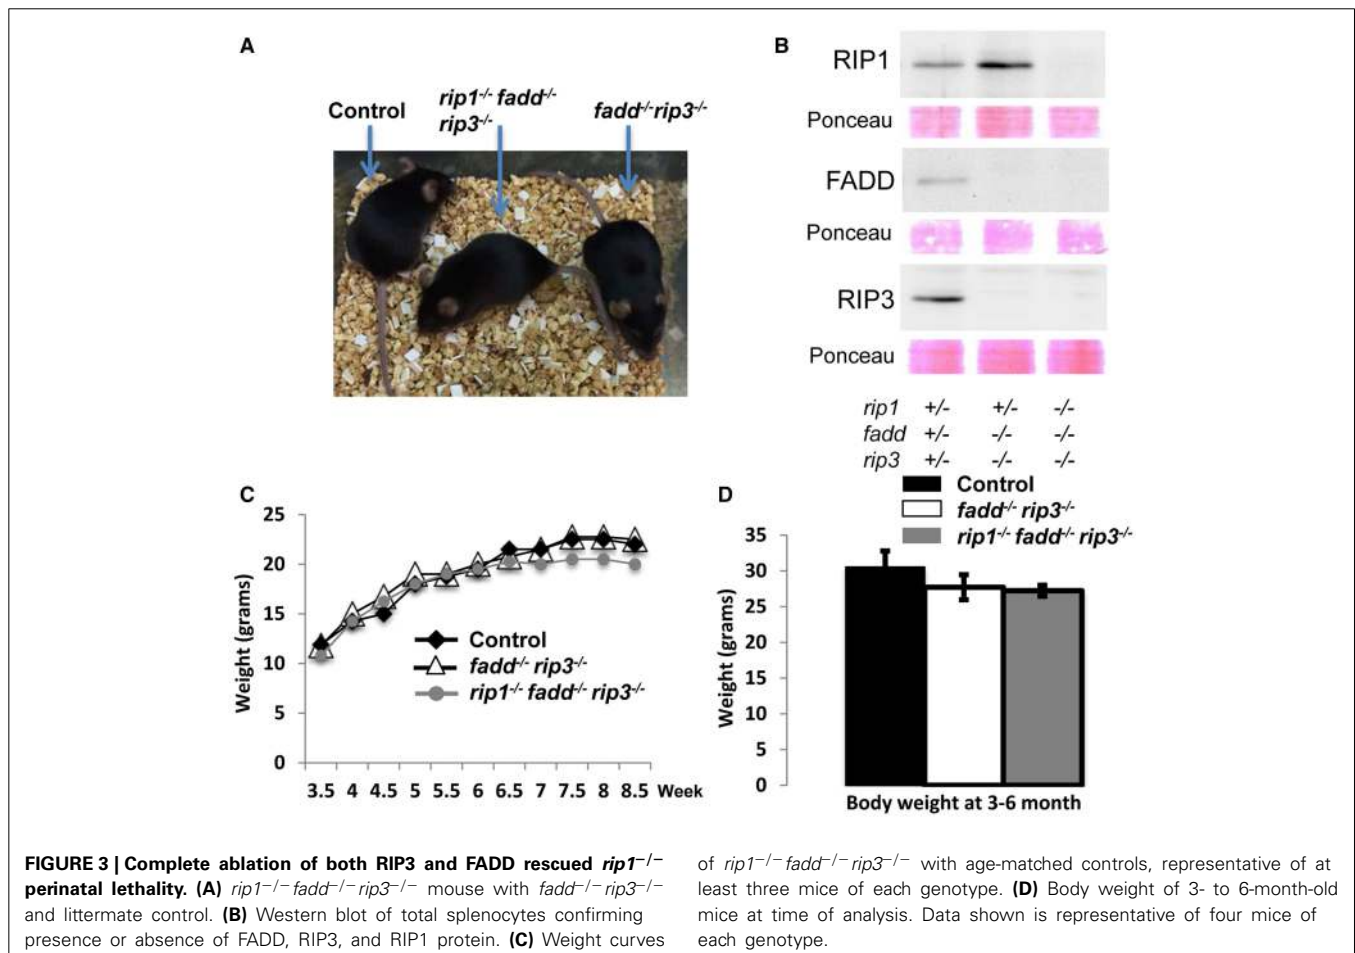 A
Control
rip1-/- fadd-/-
rip3-/-
fadd-/-rip3-/-
B
RIP1
Ponceau
FADD
Ponceau
RIP3
Ponceau
rip1 +/- +/- -/-
fadd +/- -/- -/-
rip3 +/- -/- -/-
C
25
20
15
10
5
0
Weight (grams)
Control
fadd-/- rip3-/-
rip1-/- fadd-/- rip3-/-
3.5 4 4.5 5 5.5 6 6.5 7 7.5 8 8.5 Week
D
Control
fadd-/- rip3-/-
rip1-/- fadd-/- rip3-/-
35
30
25
20
15
10
5
0
Weight (grams)
Body weight at 3-6 month
FIGURE 3 | Complete ablation of both RIP3 and FADD rescued rip1−/−
perinatal lethality. (A) rip1−/− fadd−/− rip3−/− mouse with fadd−/− rip3−/−
and littermate control. (B) Western blot of total splenocytes confirming
presence or absence of FADD, RIP3, and RIP1 protein. (C) Weight curves
of rip1−/− fadd−/− rip3−/− with age-matched controls, representative of at
least three mice of each genotype. (D) Body weight of 3- to 6-month-old
mice at time of analysis. Data shown is representative of four mice of
each genotype.